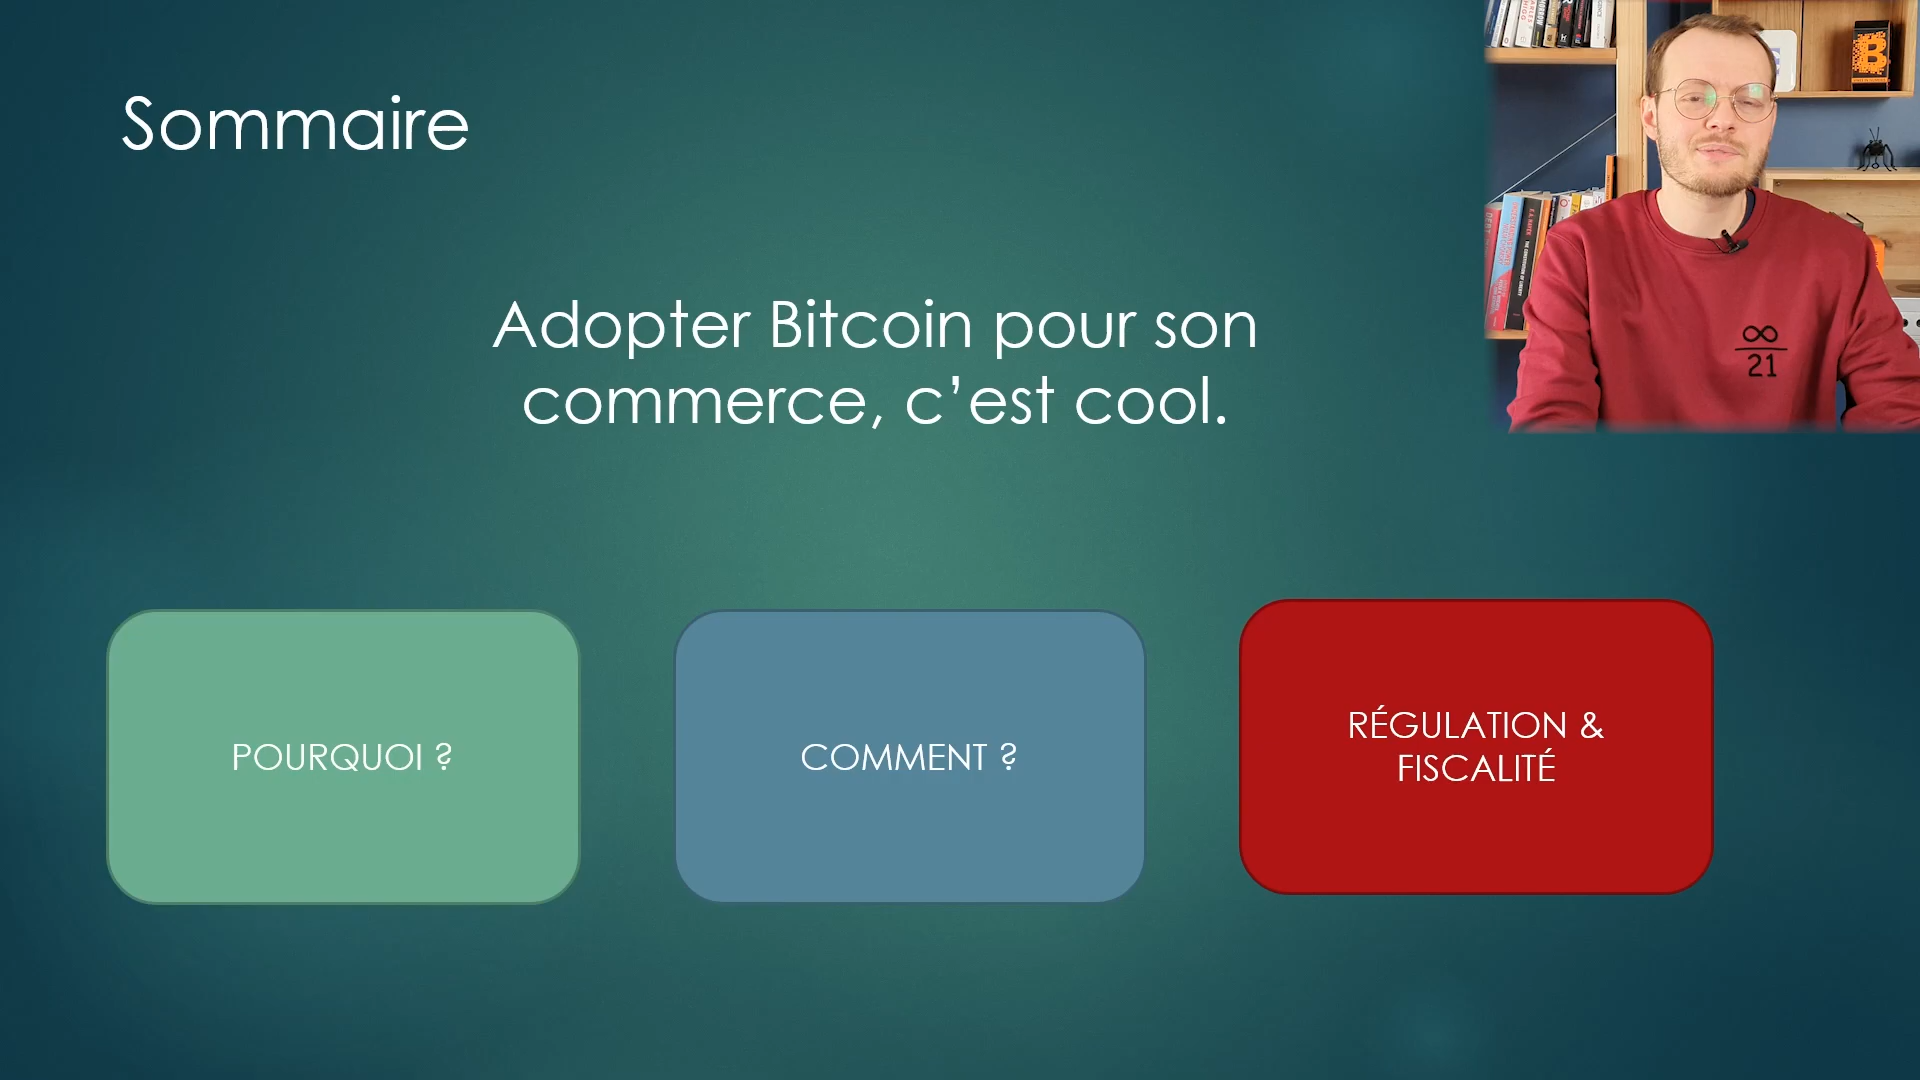 Sommaire
Adopter Bitcoin pour son
commerce, c’est cool.
POURQUOI ?
COMMENT ?
RÉGULATION &
FISCALITÉ
∞
21
B